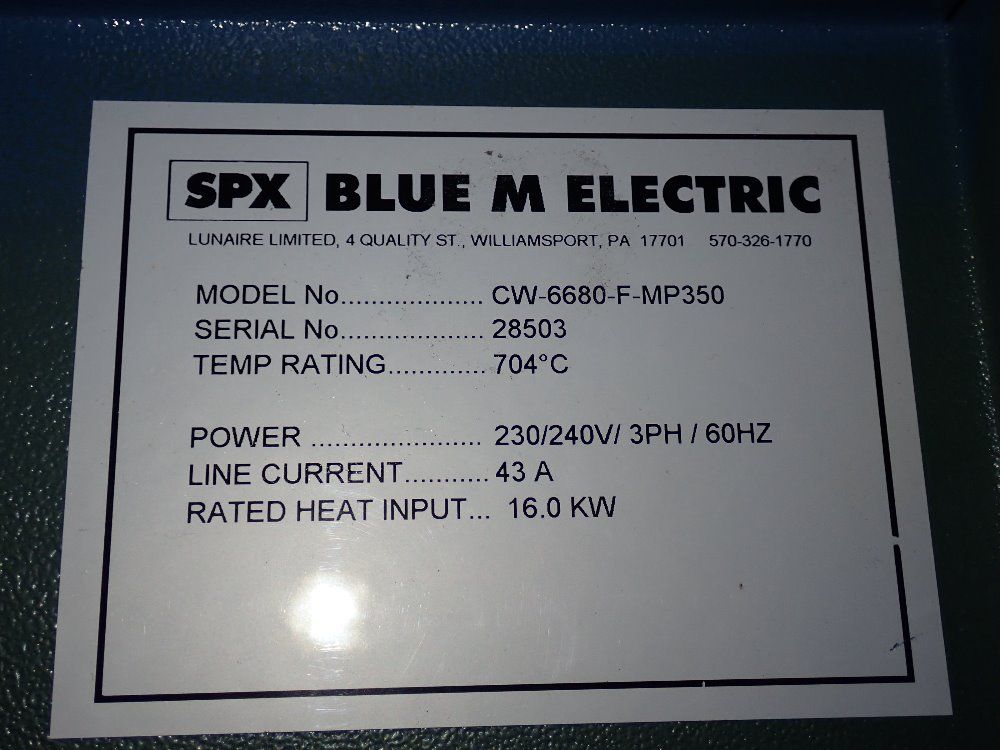 SPX BLUE M ELECTRIC
LUNAIRE LIMITED, 4 QUALITY ST., WILLIAMSPORT, PA 17701 570-326-1770
MODEL No................... CW-6680-F-MP350
SERIAL No................... 28503
TEMP RATING............. 704°C
POWER ....................... 230/240V/ 3PH / 60HZ
LINE CURRENT........... 43 A
RATED HEAT INPUT... 16.0 KW